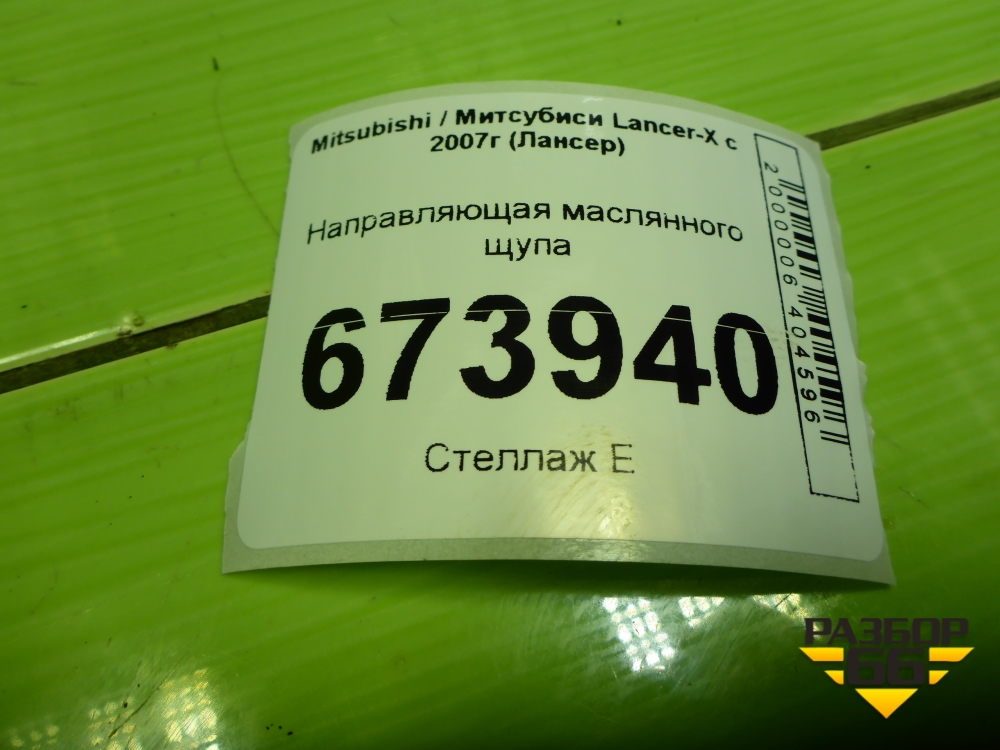 Mitsubishi / Митсубиси Lancer-X с
2007г (Лансер)
Направляющая маслянного
щупа
673940
Стеллаж Е
2000006404596
РАЗБОР
66